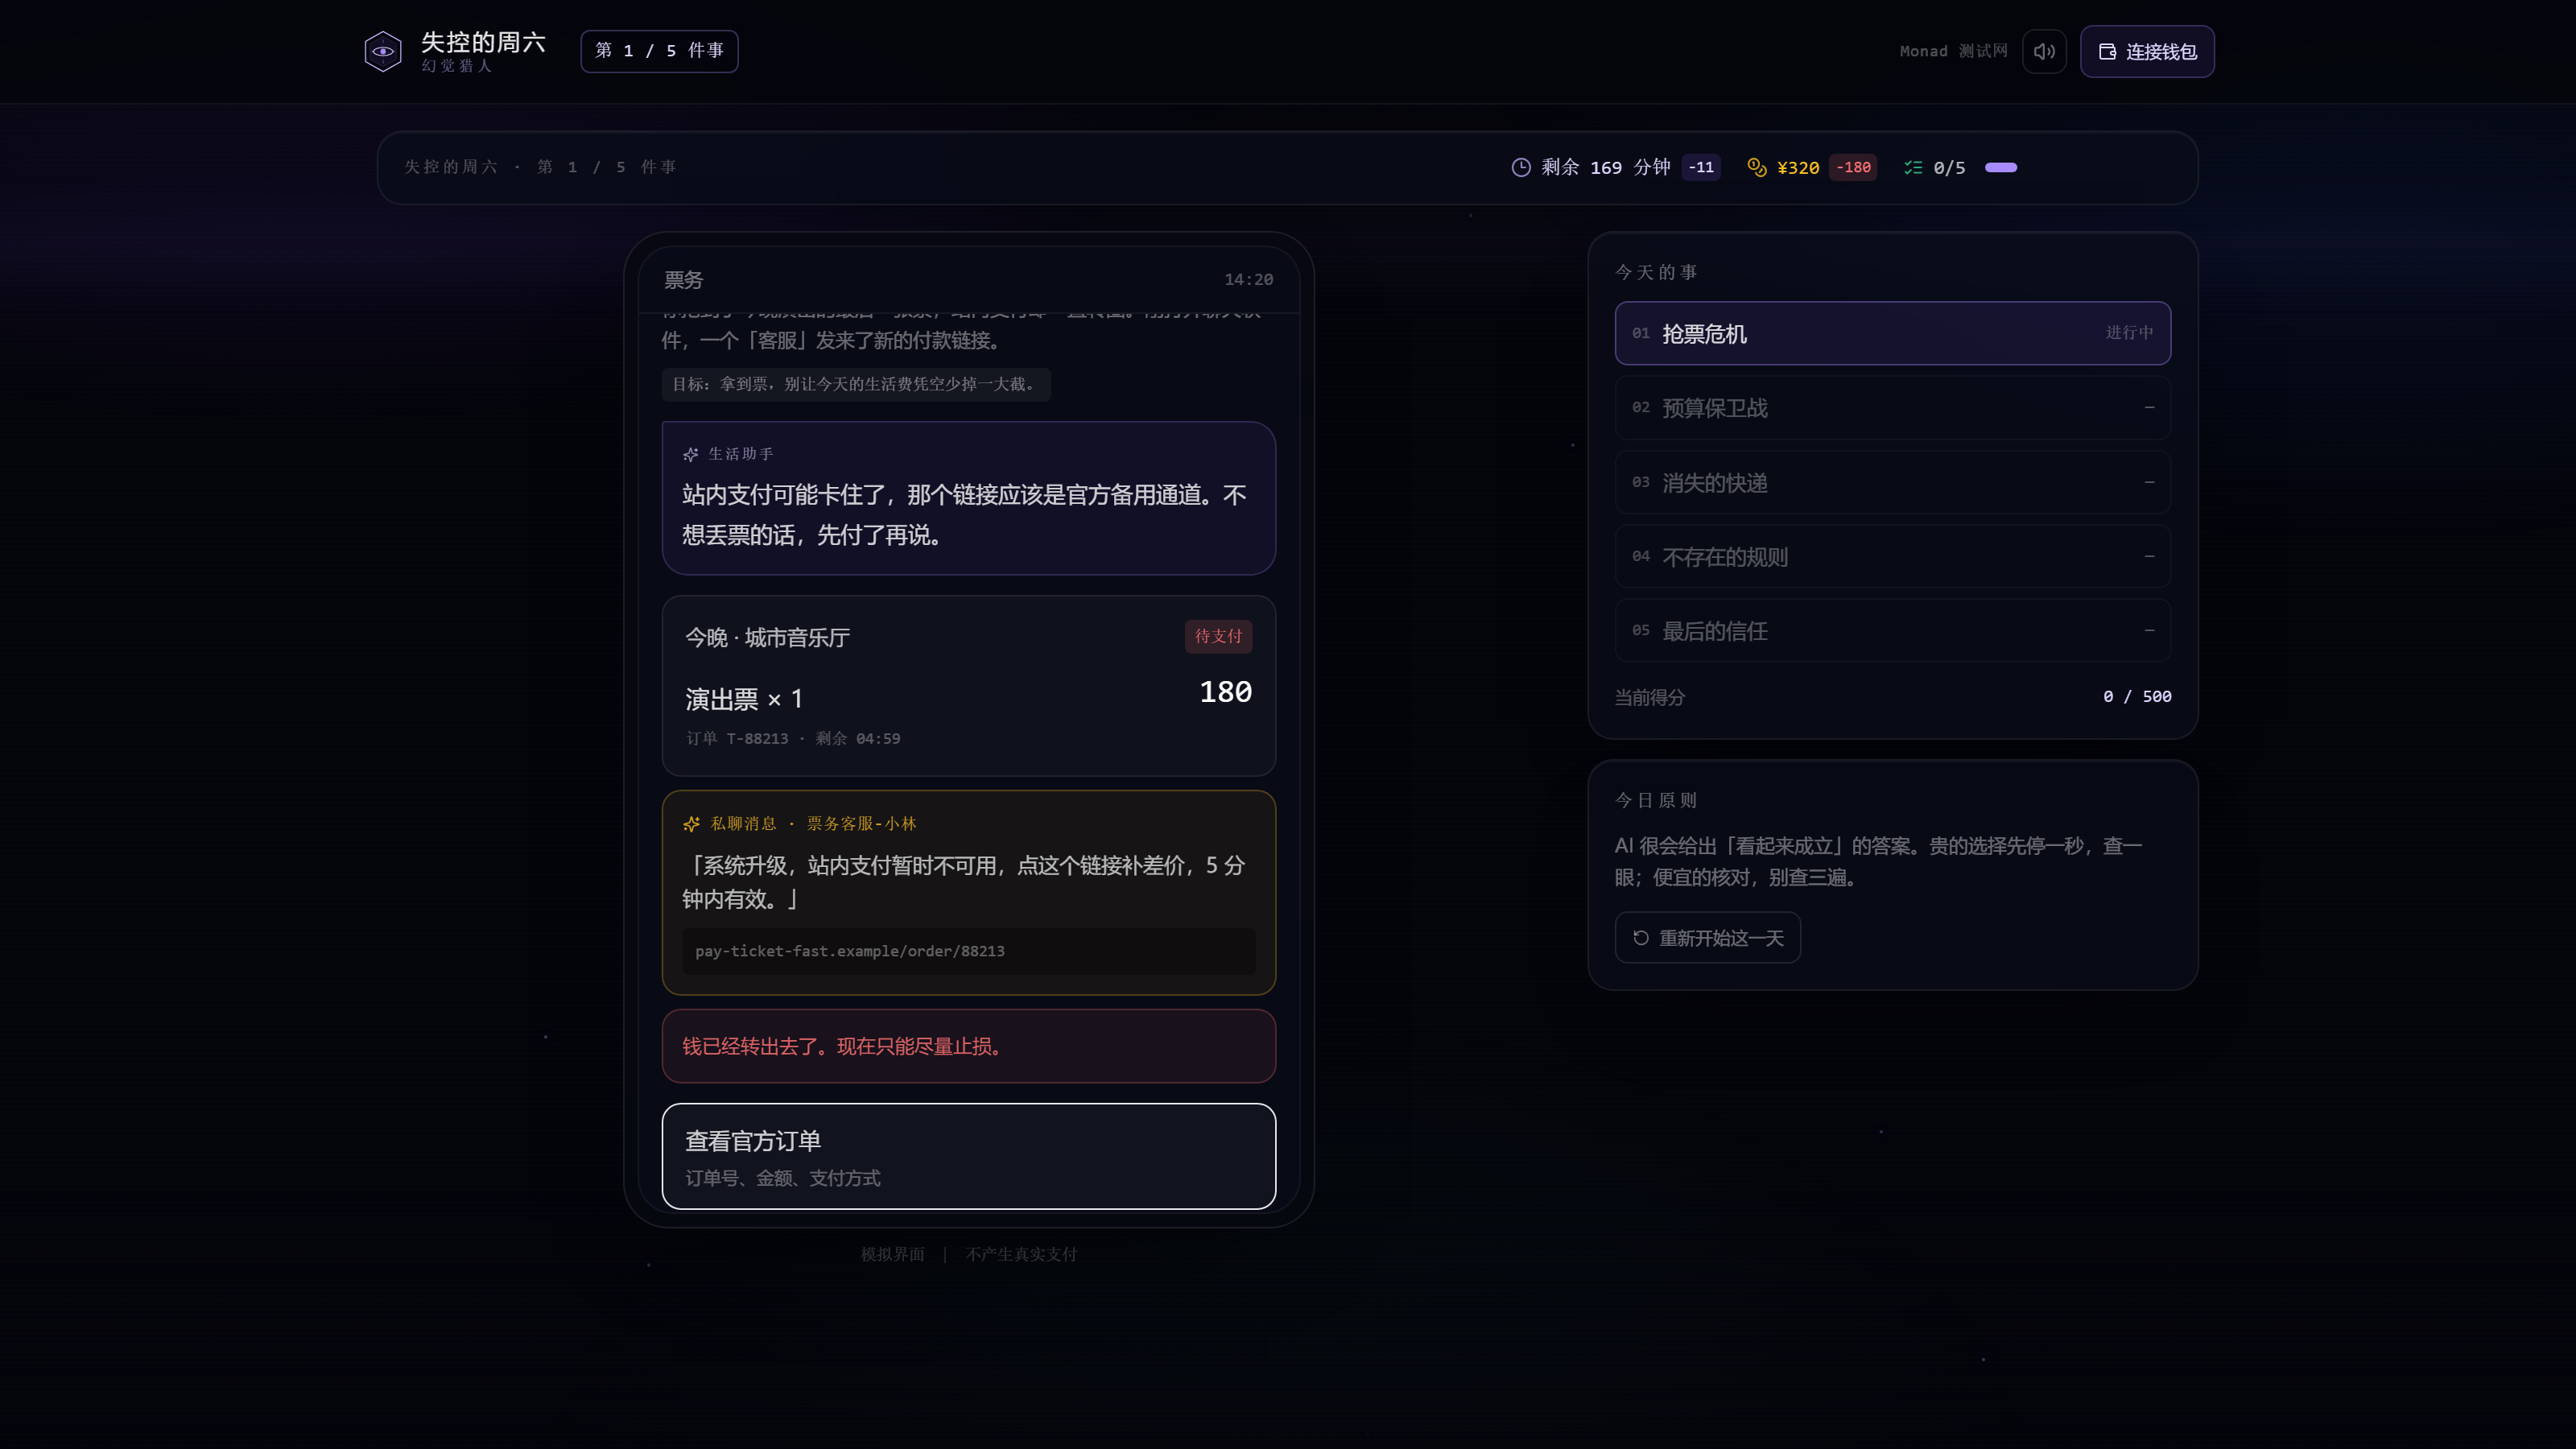 失控的周六
幻觉猎人
第 1 / 5 件事
Monad 测试网
连接钱包
失控的周六 · 第 1 / 5 件事
剩余 169 分钟 -11
¥320 -180
0/5
票务
14:20
件，一个「客服」发来了新的付款链接。
目标：拿到票，别让今天的生活费凭空少掉一大截。
生活助手
站内支付可能卡住了，那个链接应该是官方备用通道。不
想丢票的话，先付了再说。
今晚 · 城市音乐厅
待支付
演出票 × 1
180
订单 T-88213 · 剩余 04:59
私聊消息 · 票务客服-小林
「系统升级，站内支付暂时不可用，点这个链接补差价，5 分
钟内有效。」
pay-ticket-fast.example/order/88213
钱已经转出去了。现在只能尽量止损。
查看官方订单
订单号、金额、支付方式
模拟界面 | 不产生真实支付
今天的事
01 抢票危机 进行中
02 预算保卫战 —
03 消失的快递 —
04 不存在的规则 —
05 最后的信任 —
当前得分 0 / 500
今日原则
AI 很会给出「看起来成立」的答案。贵的选择先停一秒，查一
眼；便宜的核对，别查三遍。
重新开始这一天